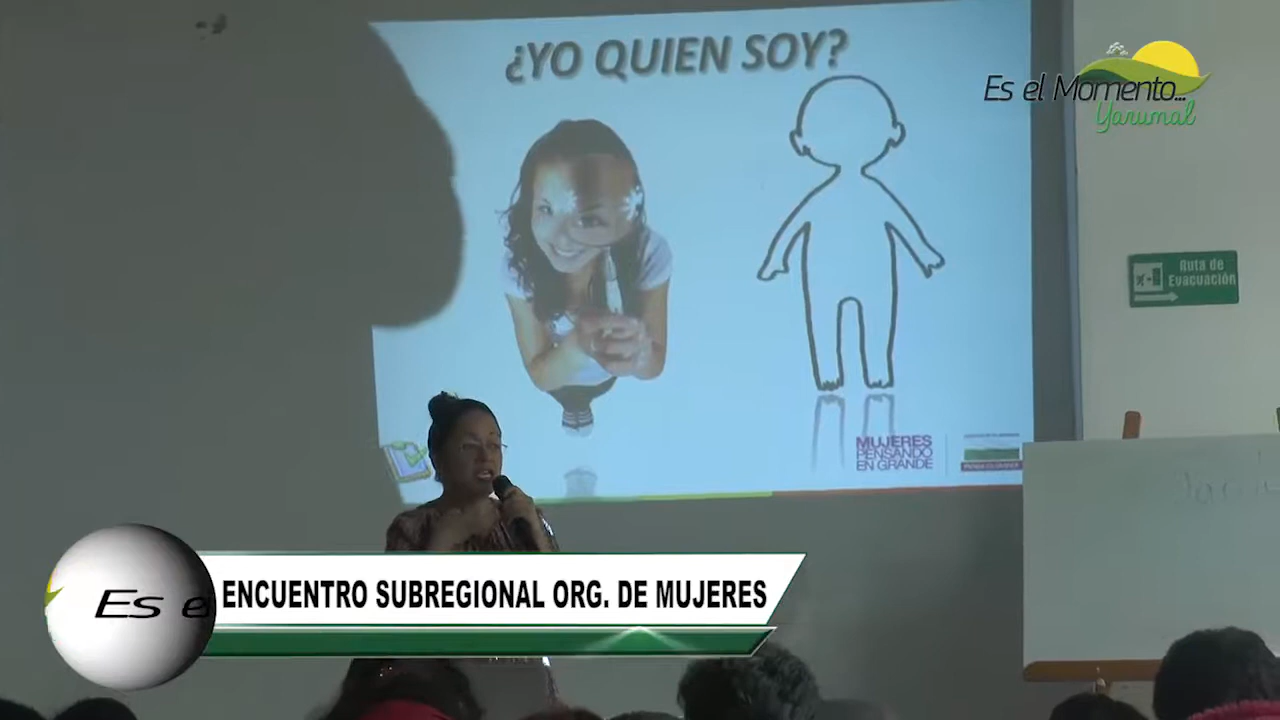 ¿YO QUIEN SOY?
Es el Momento...
Yarumal
Ruta de
Evacuación
MUJERES
PENSANDO
EN GRANDE
Es el
ENCUENTRO SUBREGIONAL ORG. DE MUJERES